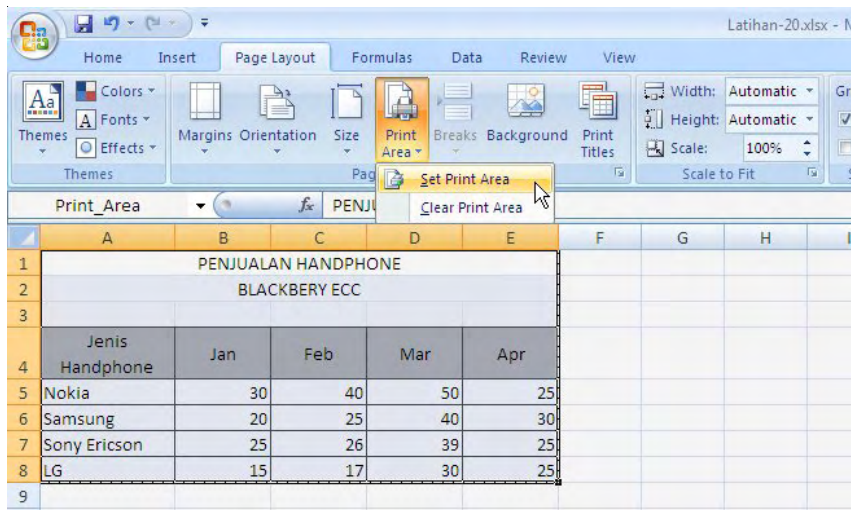 Latihan-20.xlsx -
Home Insert Page Layout Formulas Data Review View
Colors Width: Automatic
Aa Fonts Height: Automatic
Themes Effects Margins Orientation Size Print Area Breaks Background Print Titles Scale: 100%
Themes Scale to Fit
Set Print Area
Clear Print Area
Print_Area fx
A B C D E F G H
1 PENJUALAN HANDPHONE
2 BLACKBERY ECC
3
4 Jenis Handphone Jan Feb Mar Apr
5 Nokia 30 40 50 25
6 Samsung 20 25 40 30
7 Sony Ericson 25 26 39 25
8 LG 15 17 30 25
9